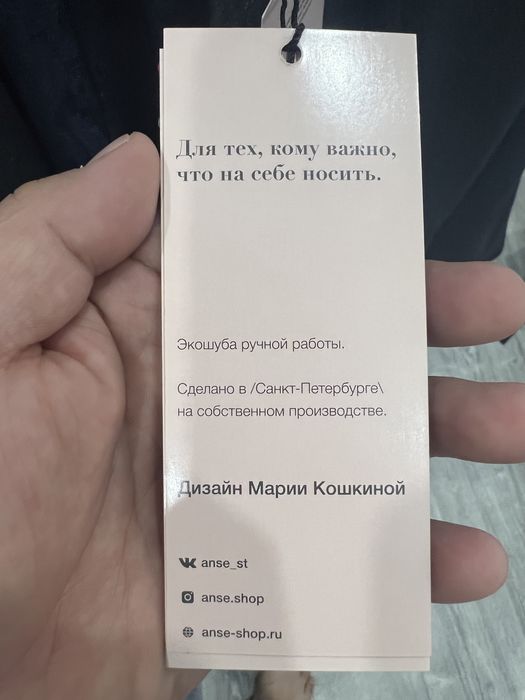 Для тех, кому важно,
что на себе носить.
Экошуба ручной работы.
Сделано в /Санкт-Петербурге\
на собственном производстве.
Дизайн Марии Кошкиной
anse_st
anse.shop
anse-shop.ru